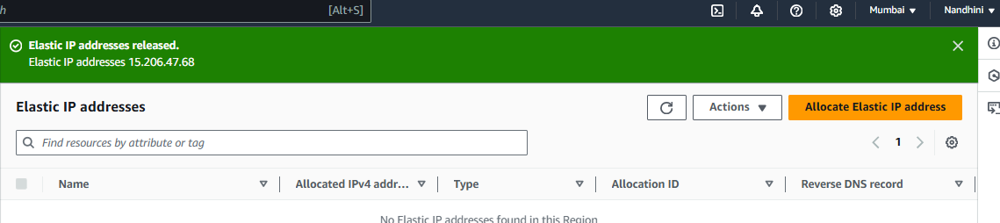 h [Alt+S] Mumbai Nandhini
Elastic IP addresses released.
Elastic IP addresses 15.206.47.68
Elastic IP addresses Actions Allocate Elastic IP address
Find resources by attribute or tag 1
Name Allocated IPv4 addr... Type Allocation ID Reverse DNS record
No Elastic IP addresses found in this Region